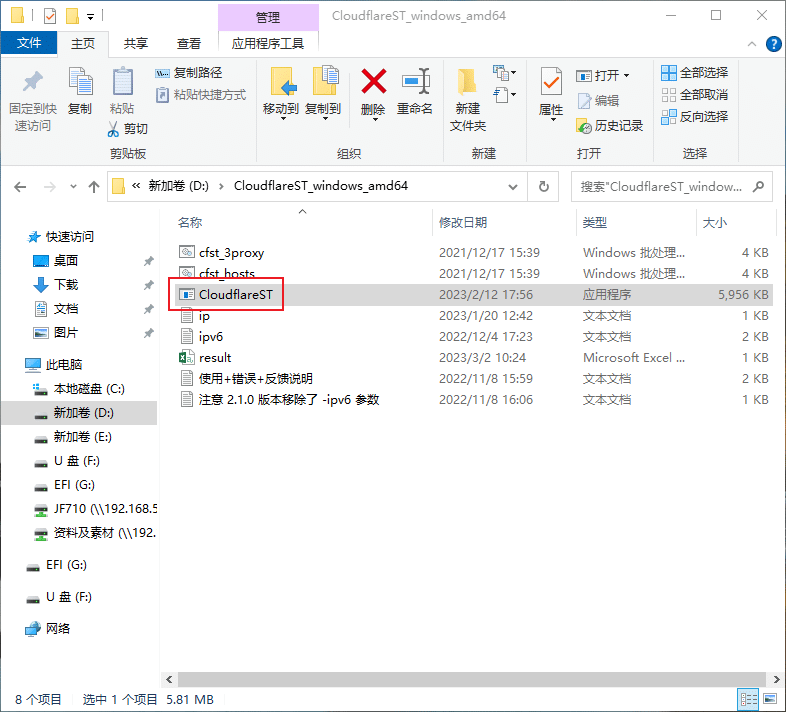 管理
CloudflareST_windows_amd64
文件 主页 共享 查看 应用程序工具
固定到快速访问
复制
粘贴
复制路径
粘贴快捷方式
剪切
剪贴板
移动到 复制到 删除 重命名
组织
新建文件夹
新建
属性
打开
编辑
历史记录
打开
全部选择
全部取消
反向选择
选择
« 新加卷 (D:) › CloudflareST_windows_amd64
搜索"CloudflareST_window...
快速访问
桌面
下载
文档
图片
此电脑
本地磁盘 (C:)
新加卷 (D:)
新加卷 (E:)
U 盘 (F:)
EFI (G:)
JF710 (\\192.168.5
资料及素材 (\\192.
EFI (G:)
U 盘 (F:)
网络
名称 修改日期 类型 大小
cfst_3proxy 2021/12/17 15:39 Windows 批处理... 4 KB
cfst_hosts 2021/12/17 15:39 Windows 批处理... 4 KB
CloudflareST 2023/2/12 17:56 应用程序 5,956 KB
ip 2023/1/20 12:42 文本文档 1 KB
ipv6 2022/12/4 17:23 文本文档 2 KB
result 2023/3/2 10:24 Microsoft Excel ... 1 KB
使用+错误+反馈说明 2022/11/8 15:59 文本文档 2 KB
注意 2.1.0 版本移除了 -ipv6 参数 2022/11/8 16:06 文本文档 1 KB
8 个项目 选中 1 个项目 5.81 MB